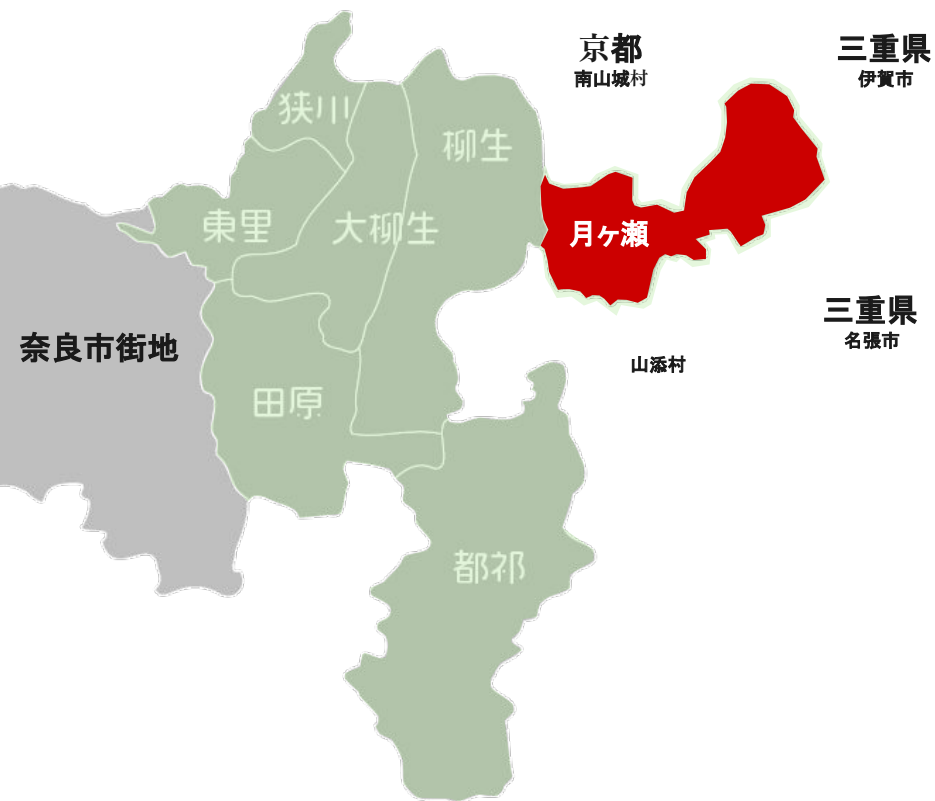 京都
南山城村
三重県
伊賀市
狭川
柳生
東里
大柳生
月ヶ瀬
三重県
名張市
奈良市街地
山添村
田原
都祁